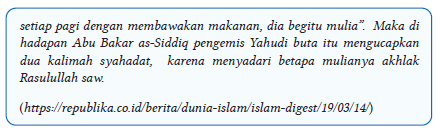 setiap pagi dengan membawakan makanan, dia begitu mulia”. Maka di
hadapan Abu Bakar as-Siddiq pengemis Yahudi buta itu mengucapkan
dua kalimah syahadat, karena menyadari betapa mulianya akhlak
Rasulullah saw.
(https://republika.co.id/berita/dunia-islam/islam-digest/19/03/14/)